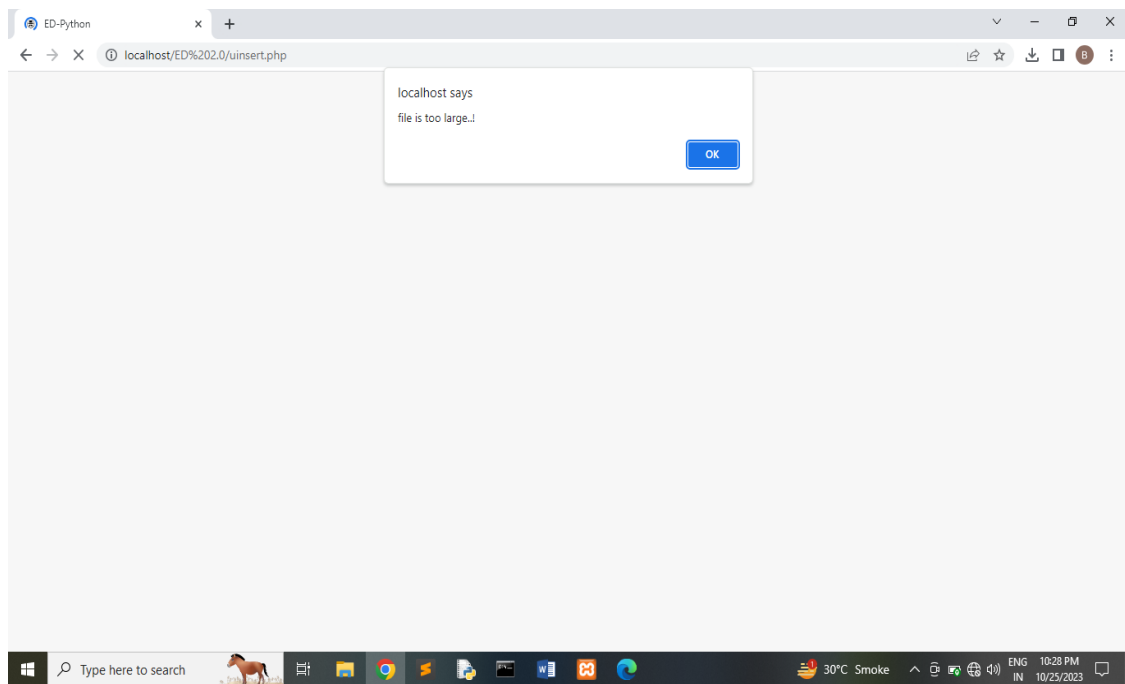 ED-Python
localhost/ED%202.0/uinsert.php
B
localhost says
file is too large..!
OK
Type here to search
30°C Smoke
ENG 10:28 PM
IN 10/25/2023